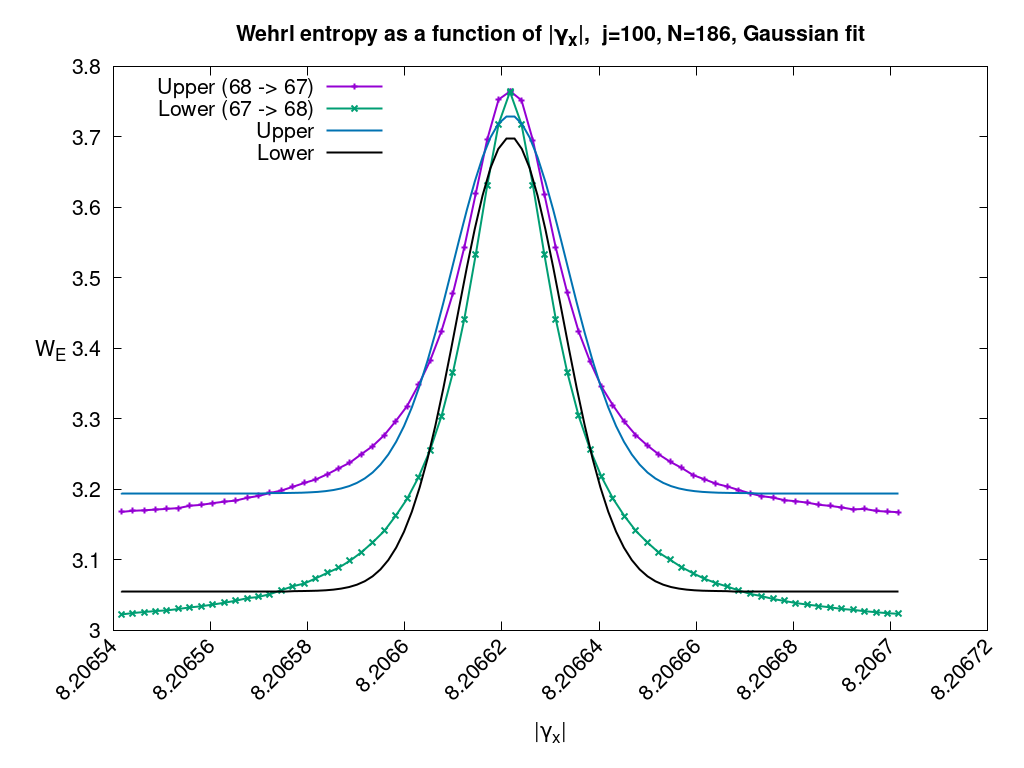 Wehrl entropy as a function of |γx|,  j=100, N=186, Gaussian fit
Upper (68 -> 67)
Lower (67 -> 68)
Upper
Lower
3.8
3.7
3.6
3.5
3.4
3.3
3.2
3.1
3
WE
8.20654
8.20656
8.20658
8.2066
8.20662
8.20664
8.20666
8.20668
8.2067
8.20672
|γx|